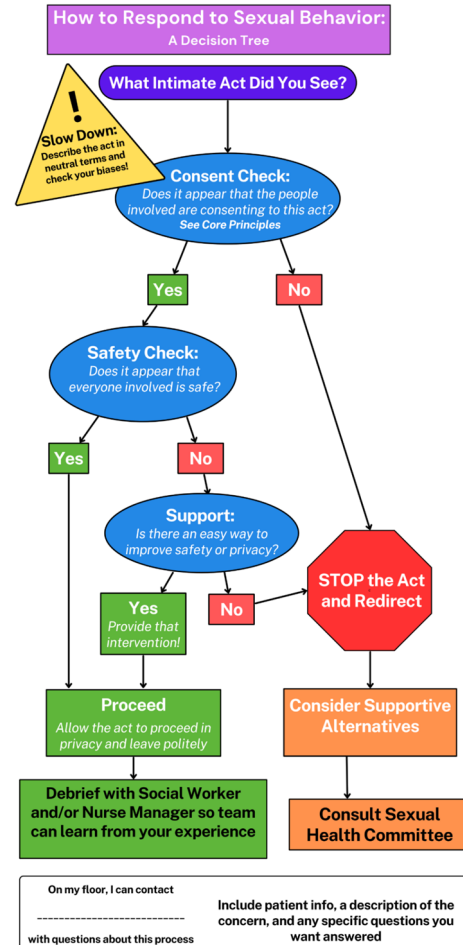 How to Respond to Sexual Behavior:
A Decision Tree
What Intimate Act Did You See?
!
Slow Down:
Describe the act in
neutral terms and
check your biases!
Consent Check:
Does it appear that the people
involved are consenting to this act?
See Core Principles
Yes
No
Safety Check:
Does it appear that
everyone involved is safe?
Yes
No
Support:
Is there an easy way to
improve safety or privacy?
Yes
Provide that
intervention!
No
STOP the Act
and Redirect
Proceed
Allow the act to proceed in
privacy and leave politely
Consider Supportive
Alternatives
Debrief with Social Worker
and/or Nurse Manager so team
can learn from your experience
Consult Sexual
Health Committee
On my floor, I can contact
___________________________
with questions about this process
Include patient info, a description of the
concern, and any specific questions you
want answered